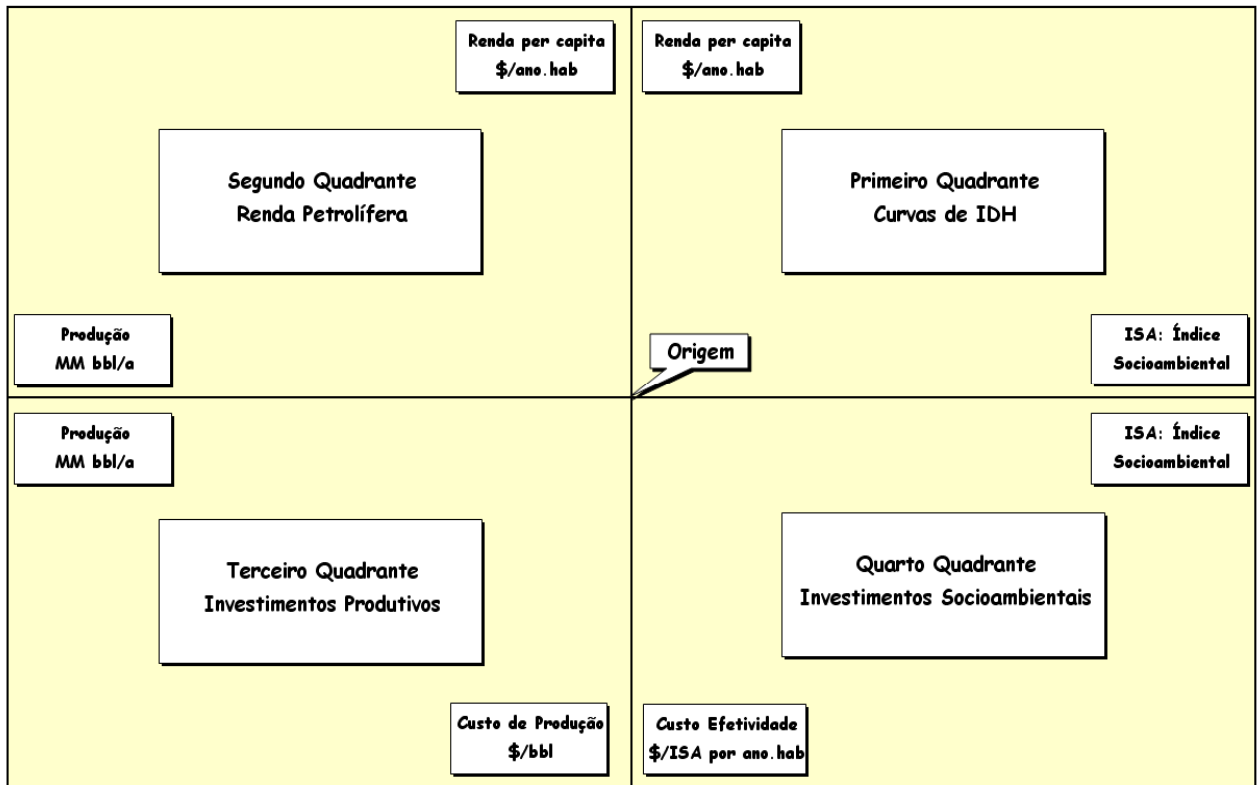 Renda per capita
$/ano.hab
Renda per capita
$/ano.hab
Segundo Quadrante
Renda Petrolífera
Primeiro Quadrante
Curvas de IDH
Produção
MM bbl/a
Origem
ISA: Índice
Socioambiental
Produção
MM bbl/a
ISA: Índice
Socioambiental
Terceiro Quadrante
Investimentos Produtivos
Quarto Quadrante
Investimentos Socioambientais
Custo de Produção
$/bbl
Custo Efetividade
$/ISA por ano.hab